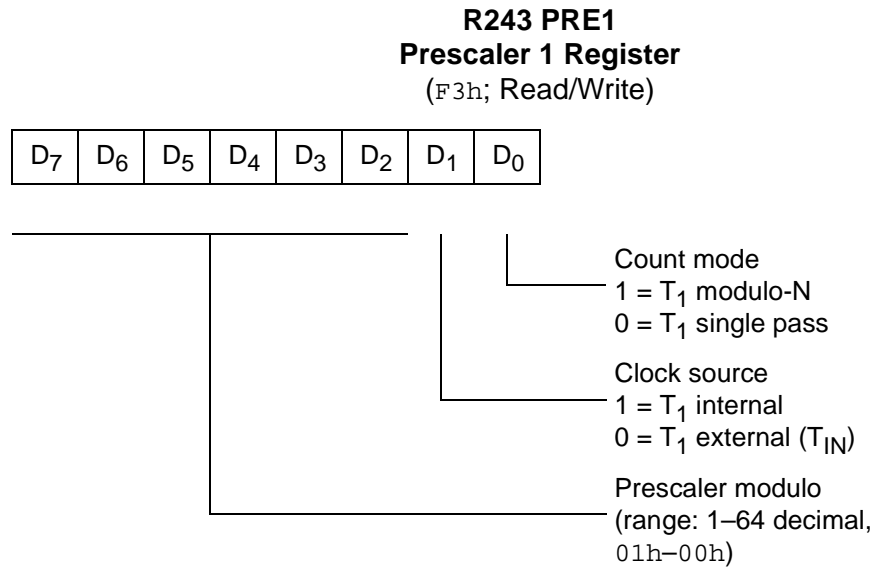 R243 PRE1
Prescaler 1 Register
(F3h; Read/Write)
D7 D6 D5 D4 D3 D2 D1 D0
Count mode
1 = T1 modulo-N
0 = T1 single pass
Clock source
1 = T1 internal
0 = T1 external (TIN)
Prescaler modulo
(range: 1–64 decimal,
01h–00h)